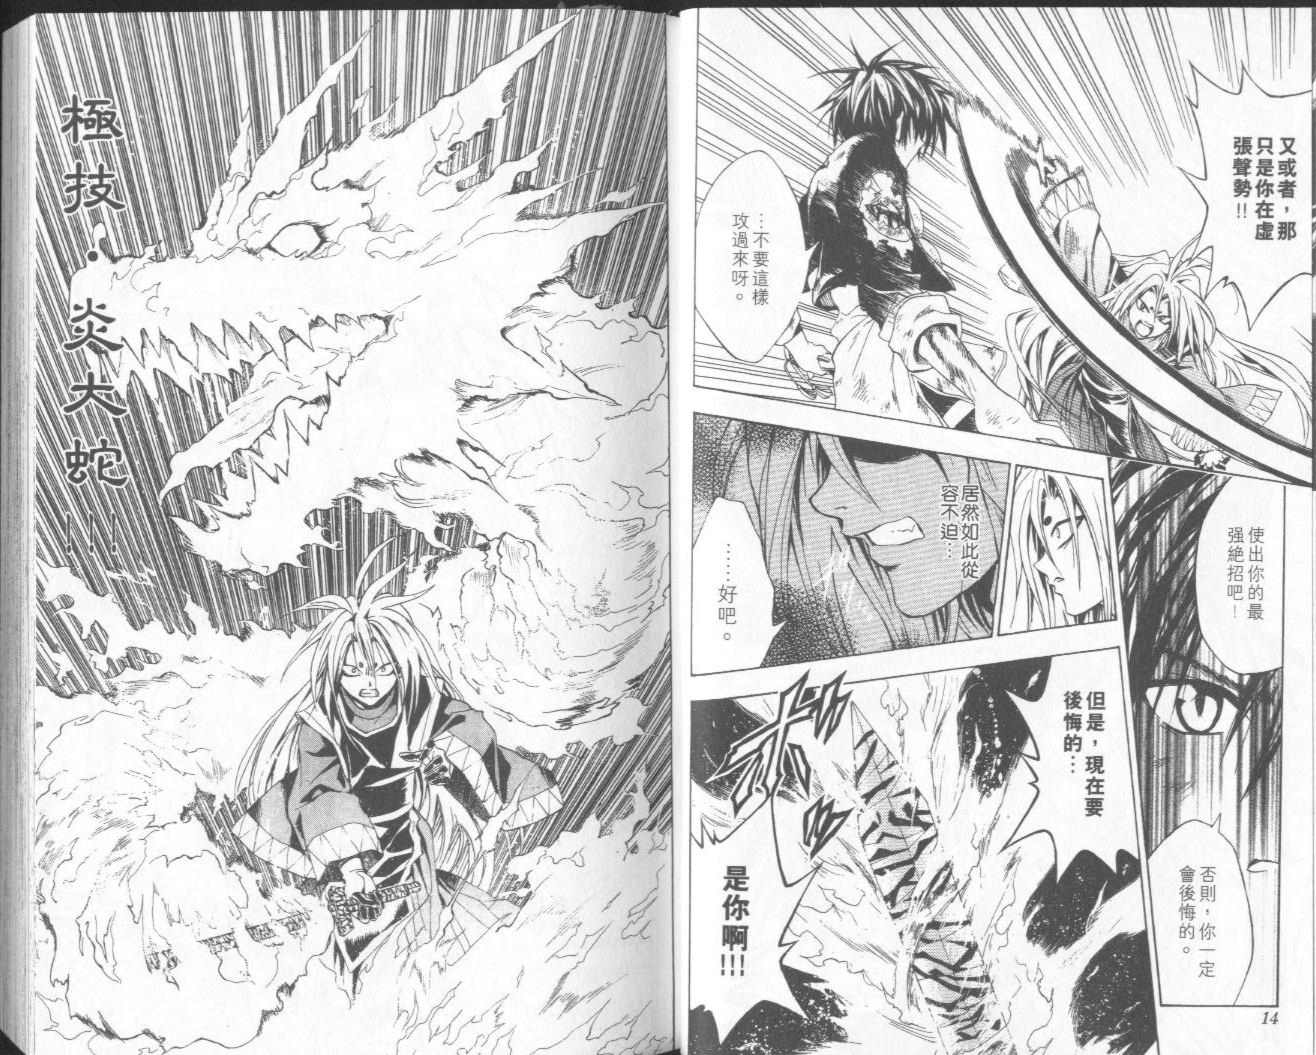 又或者，那
只是你在虛
張聲勢!!
…不要這樣
攻過來呀。
使出你的最
强絕招吧！
居然如此從
容不迫…
……好吧。
否則，你一定
會後悔的。
但是，現在要
後悔的…
是你啊!!!
14
極技・炎大蛇!!!